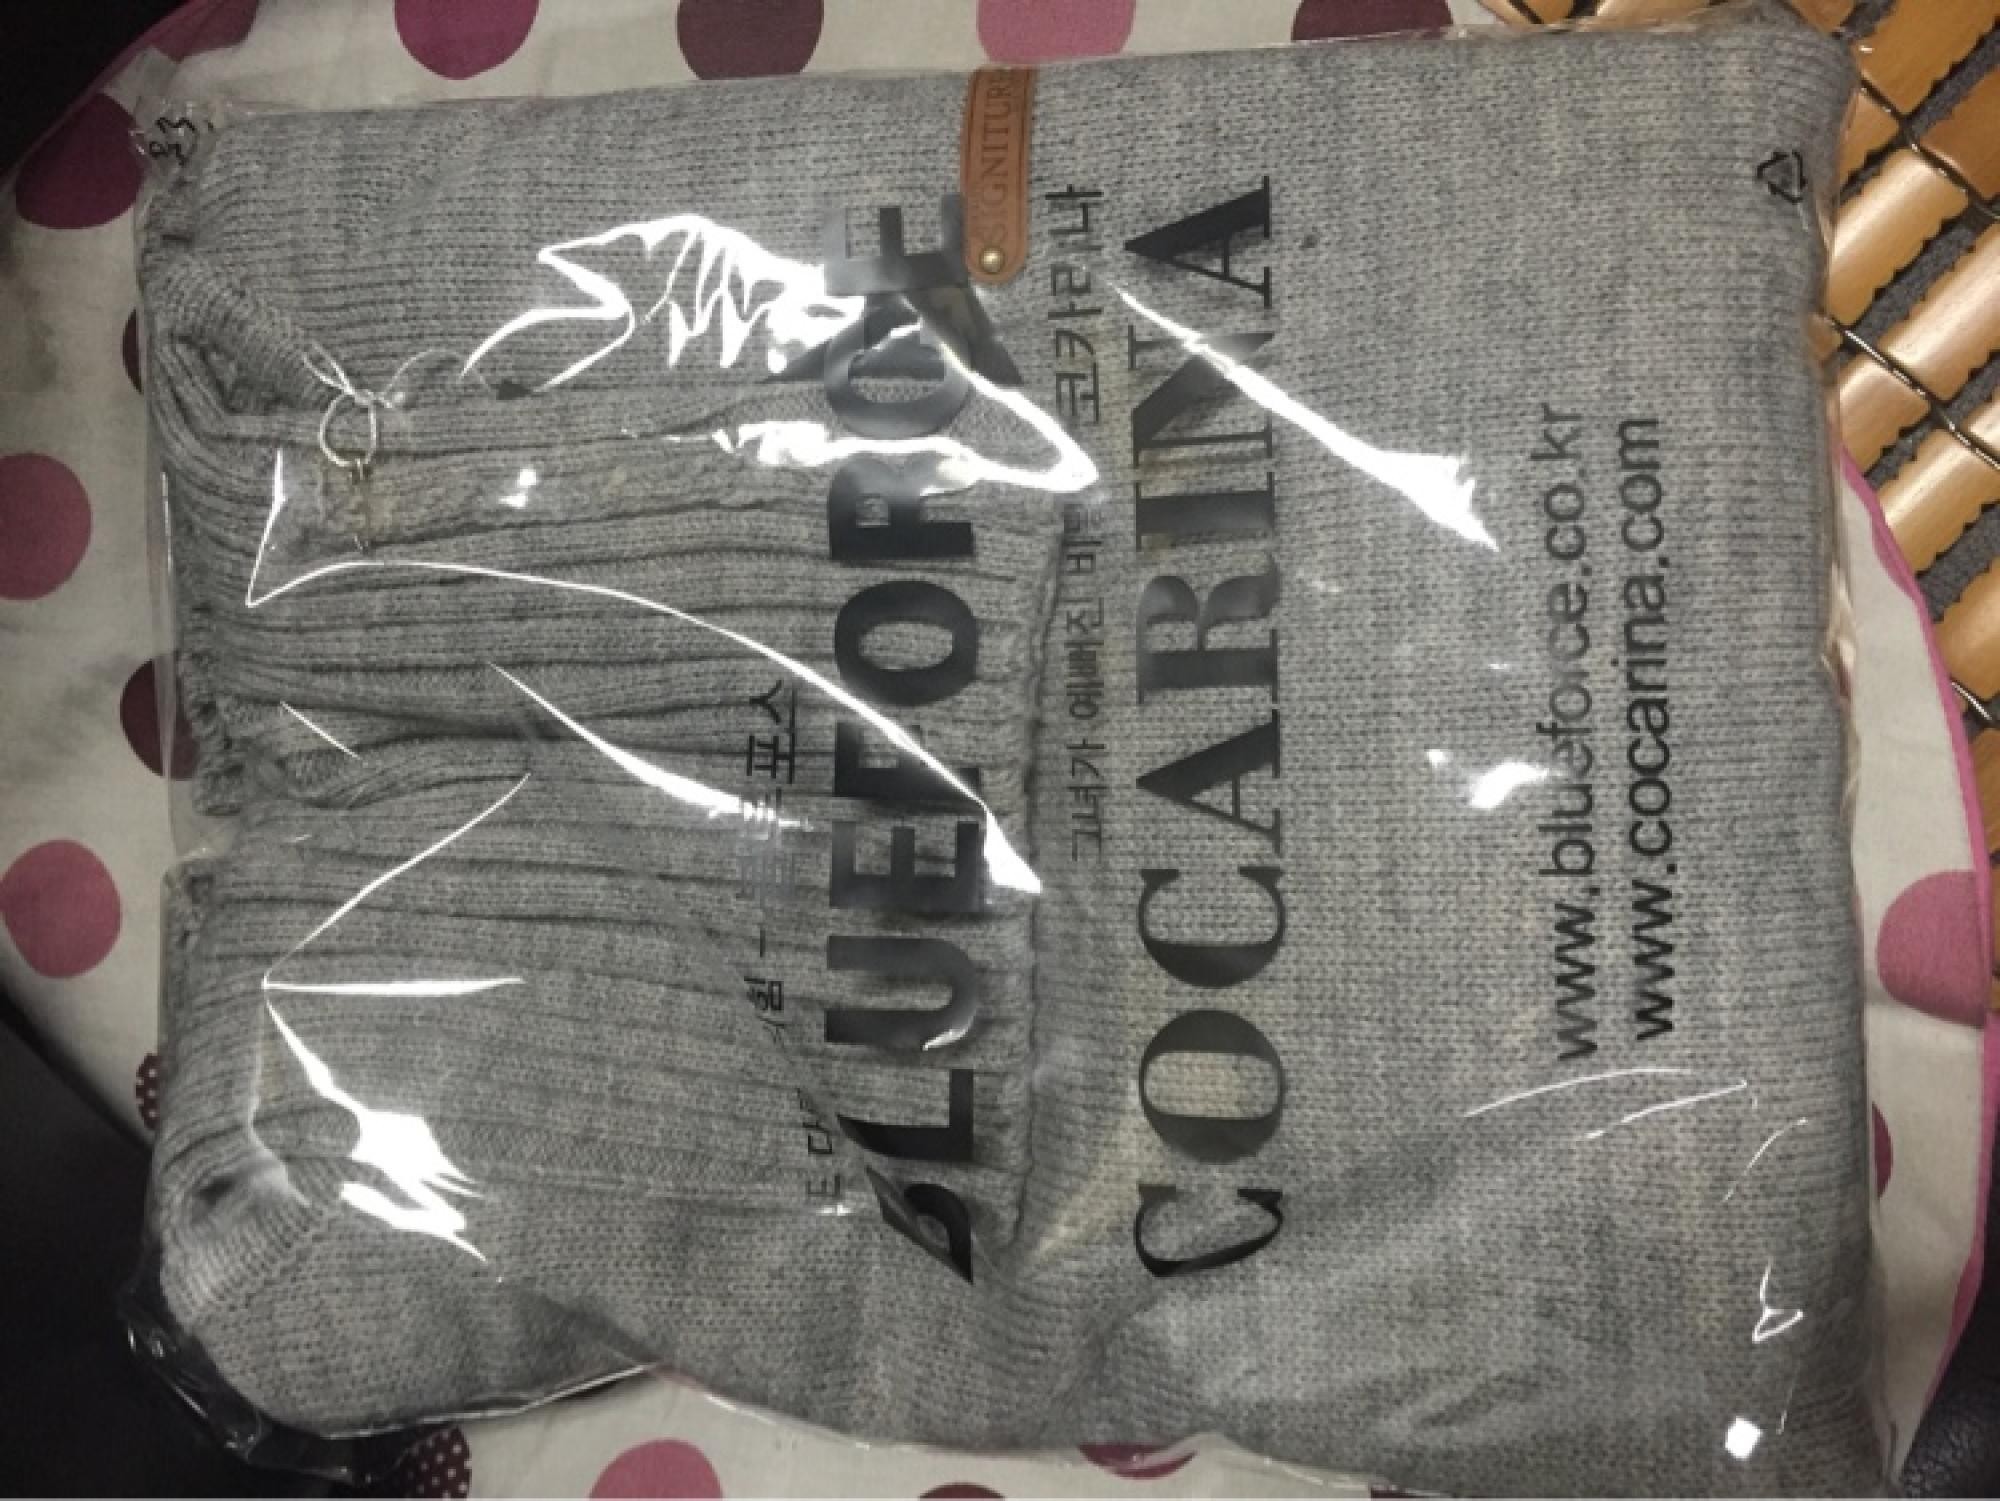 블루포스
BLUEFORCE
그녀가 예뻐진 비밀 코카리나
COCARINA
www.blueforce.co.kr
www.cocarina.com
SIGNITURE